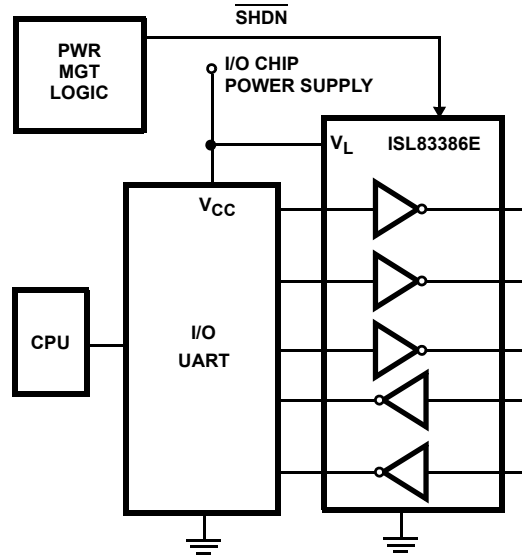 SHDN
PWR
MGT
LOGIC
I/O CHIP
POWER SUPPLY
VL
ISL83386E
VCC
CPU
I/O
UART